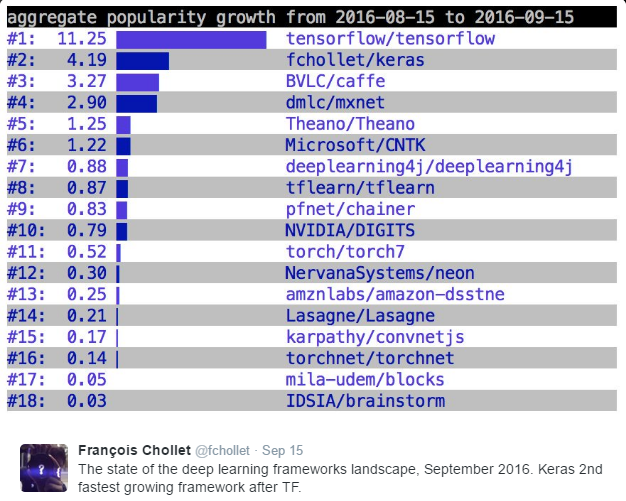 aggregate popularity growth from 2016-08-15 to 2016-09-15
#1: 11.25 tensorflow/tensorflow
#2: 4.19 fchollet/keras
#3: 3.27 BVLC/caffe
#4: 2.90 dmlc/mxnet
#5: 1.25 Theano/Theano
#6: 1.22 Microsoft/CNTK
#7: 0.88 deeplearning4j/deeplearning4j
#8: 0.87 tflearn/tflearn
#9: 0.83 pfnet/chainer
#10: 0.79 NVIDIA/DIGITS
#11: 0.52 torch/torch7
#12: 0.30 NervanaSystems/neon
#13: 0.25 amznlabs/amazon-dsstne
#14: 0.21 Lasagne/Lasagne
#15: 0.17 karpathy/convnetjs
#16: 0.14 torchnet/torchnet
#17: 0.05 mila-udem/blocks
#18: 0.03 IDSIA/brainstorm
François Chollet @fchollet · Sep 15
The state of the deep learning frameworks landscape, September 2016. Keras 2nd
fastest growing framework after TF.